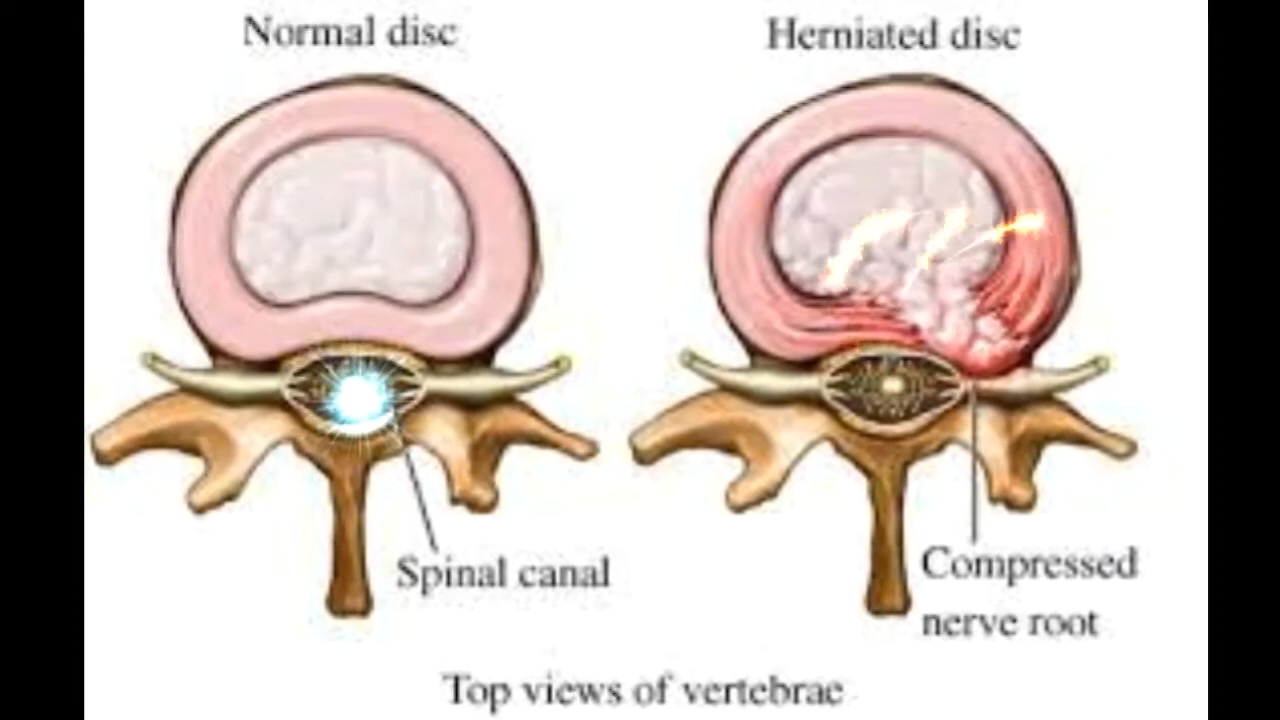 Normal disc
Herniated disc
Spinal canal
Compressed
nerve root
Top views of vertebrae